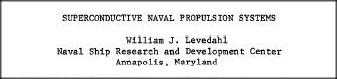 SUPERCONDUCTIVE NAVAL PROPULSION SYSTEMS
William J. Levedahl
Naval Ship Research and Development Center
Annapolis, Maryland